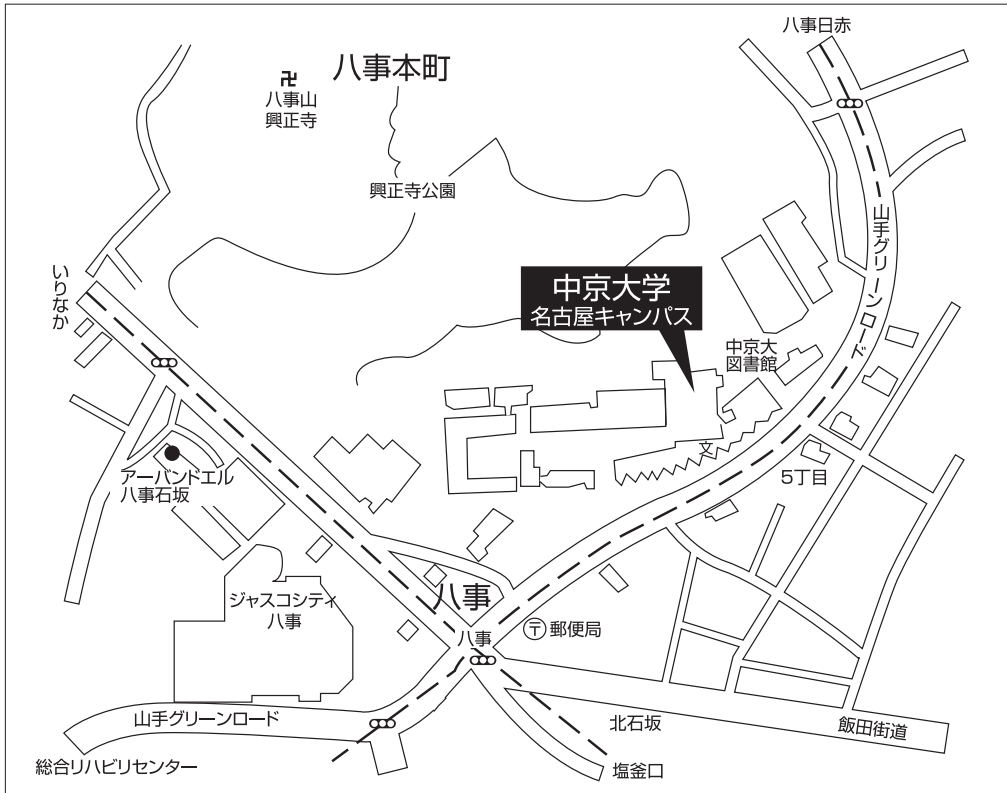 八事日赤
八事本町
卍
八事山
興正寺
興正寺公園
山手グリーンロード
いりなか
中京大学
名古屋キャンパス
中京大
図書館
文
アーバンドエル
八事石坂
5丁目
ジャスコシティ
八事
八事
八事
〒郵便局
山手グリーンロード
北石坂
飯田街道
総合リハビリセンター
塩釜口